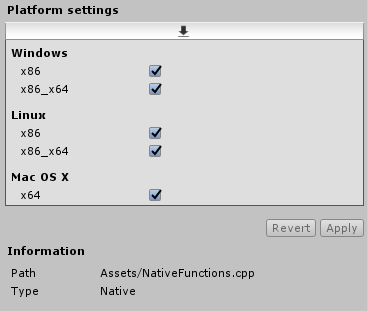 Platform settings
Windows
x86
x86_x64
Linux
x86
x86_x64
Mac OS X
x64
Revert Apply
Information
Path Assets/NativeFunctions.cpp
Type Native